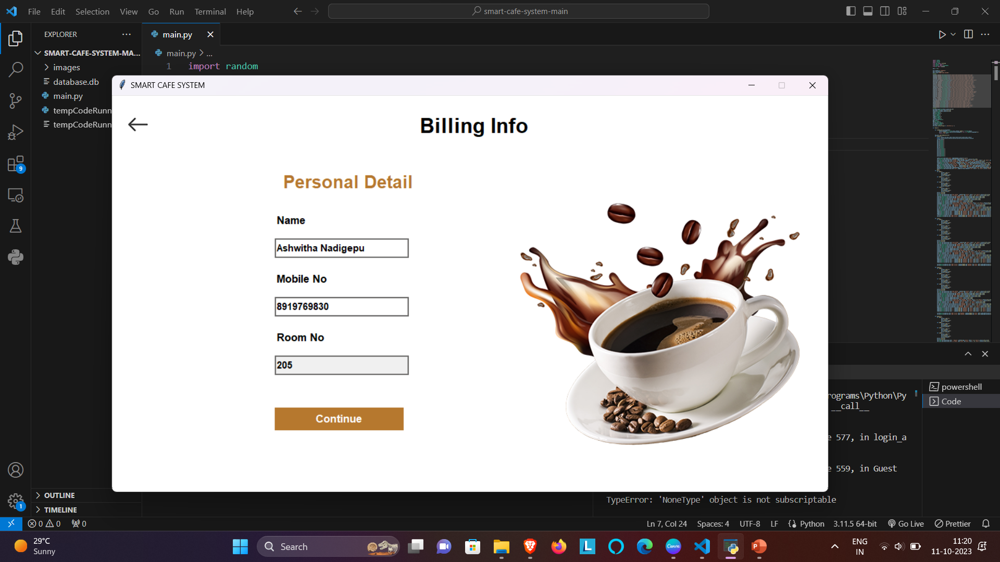 File Edit Selection View Go Run Terminal Help
smart-cafe-system-main
EXPLORER
main.py
SMART-CAFE-SYSTEM-MA...
main.py > ...
images
1 import random
database.db
main.py
tempCodeRunn
tempCodeRunn
SMART CAFE SYSTEM
Billing Info
Personal Detail
Name
Ashwitha Nadigepu
Mobile No
8919769830
Room No
205
Continue
9
powershell
Code
rograms\Python\Py
__call__
e 577, in login_a
e 559, in Guest
TypeError: 'NoneType' object is not subscriptable
OUTLINE
1
TIMELINE
0 0 0
Ln 7, Col 24 Spaces: 4 UTF-8 LF Python 3.11.5 64-bit Go Live Prettier
29°C
Sunny
Search
L
Canva
P
ENG
IN
11:20
11-10-2023